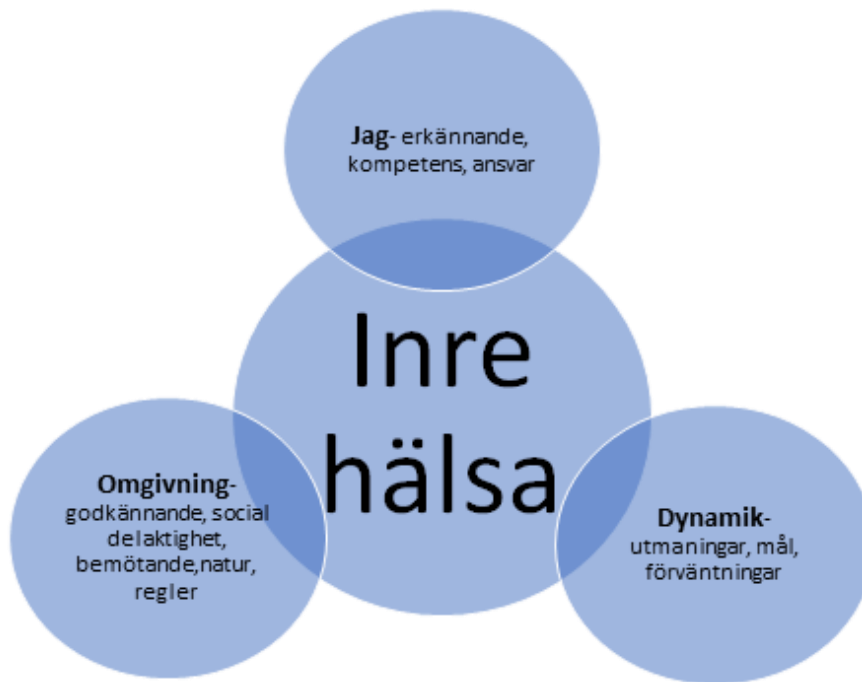 Jag- erkännande,
kompetens, ansvar
Inre
hälsa
Omgivning-
godkännande, social
delaktighet,
bemötande,natur,
regler
Dynamik-
utmaningar, mål,
förväntningar